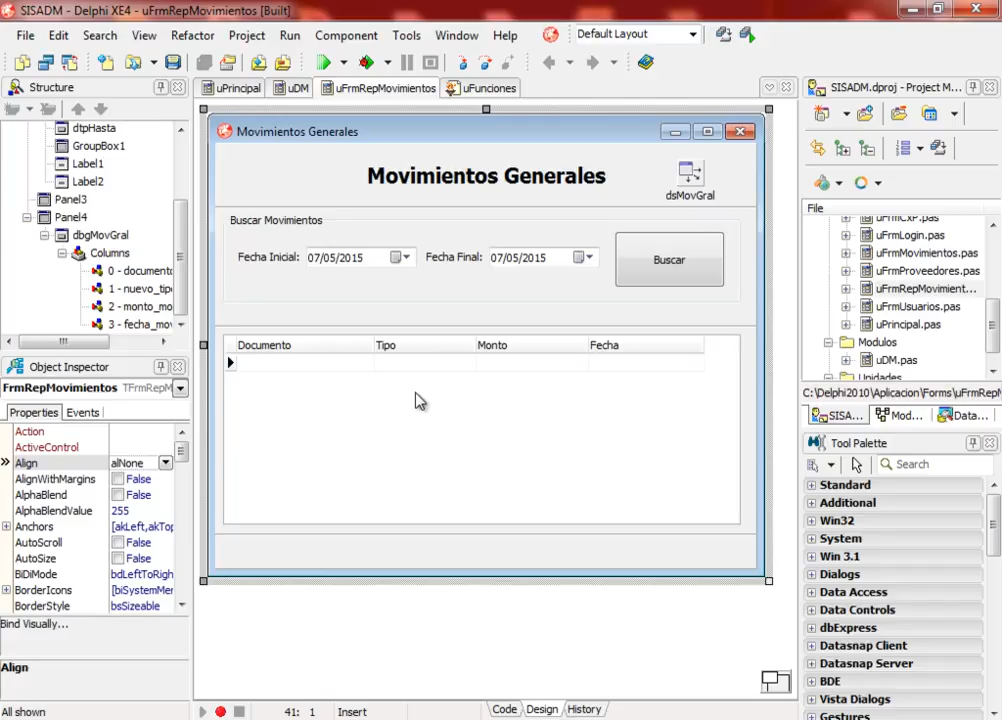 SISADM - Delphi XE4 - uFrmRepMovimientos [Built]
File Edit Search View Refactor Project Run Component Tools Window Help Default Layout
Structure
uPrincipal uDM uFrmRepMovimientos uFunciones
SISADM.dproj - Project M...
dtpHasta
GroupBox1
Label1
Label2
Panel3
Panel4
dbgMovGral
Columns
0 - document
1 - nuevo_tip
2 - monto_mo
3 - fecha_mov
Movimientos Generales
Movimientos Generales
dsMovGral
Buscar Movimientos
Fecha Inicial: 07/05/2015 Fecha Final: 07/05/2015 Buscar
Documento Tipo Monto Fecha
File
uFrmCxP.pas
uFrmLogin.pas
uFrmMovimientos.pas
uFrmProveedores.pas
uFrmRepMovimient...
uFrmUsuarios.pas
uPrincipal.pas
Modulos
uDM.pas
Unidades
C:\Delphi2010\Aplicacion\Forms\uFrmRepM
SISA... Mod... Data...
Object Inspector
FrmRepMovimientos TFrmRepM
Properties Events
Action
ActiveControl
Align alNone
AlignWithMargins False
AlphaBlend False
AlphaBlendValue 255
Anchors [akLeft,akTop
AutoScroll False
AutoSize False
BiDiMode bdLeftToRigh
BorderIcons [biSystemMer
BorderStyle bsSizeable
Bind Visually...
Align
All shown
Tool Palette
Search
Standard
Additional
Win32
System
Win 3.1
Dialogs
Data Access
Data Controls
dbExpress
Datasnap Client
Datasnap Server
BDE
Vista Dialogs
Gestures
41: 1 Insert Code Design History